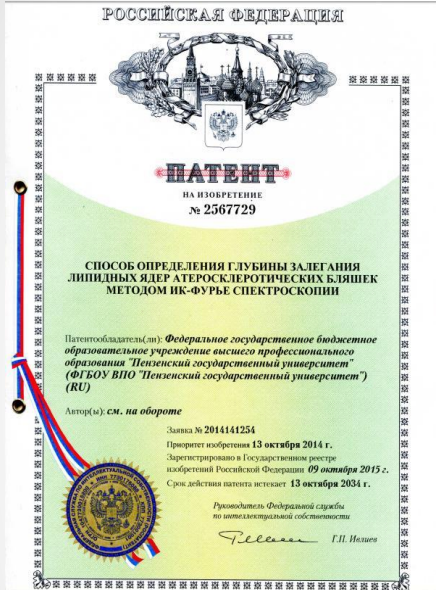 РОССИЙСКАЯ ФЕДЕРАЦИЯ
ПАТЕНТ
НА ИЗОБРЕТЕНИЕ
№ 2567729
СПОСОБ ОПРЕДЕЛЕНИЯ ГЛУБИНЫ ЗАЛЕГАНИЯ
ЛИПИДНЫХ ЯДЕР АТЕРОСКЛЕРОТИЧЕСКИХ БЛЯШЕК
МЕТОДОМ ИК-ФУРЬЕ СПЕКТРОСКОПИИ
Патентообладатель(ли): Федеральное государственное бюджетное
образовательное учреждение высшего профессионального
образования "Пензенский государственный университет"
(ФГБОУ ВПО "Пензенский государственный университет")
(RU)
Автор(ы): см. на обороте
Заявка № 2014141254
Приоритет изобретения 13 октября 2014 г.
Зарегистрировано в Государственном реестре
изобретений Российской Федерации 09 октября 2015 г.
Срок действия патента истекает 13 октября 2034 г.
Руководитель Федеральной службы
по интеллектуальной собственности
Г.П. Ивлиев